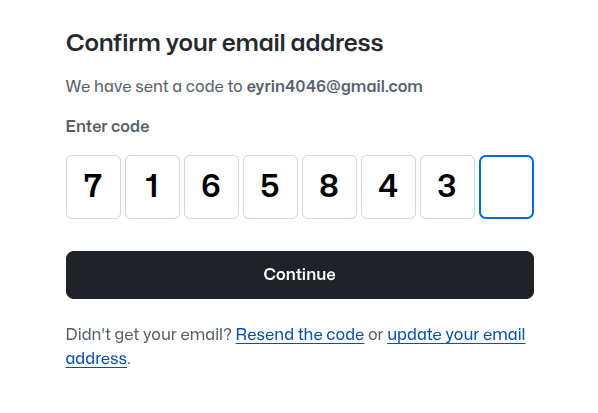 Confirm your email address
We have sent a code to eyrin4046@gmail.com
Enter code
7 1 6 5 8 4 3
Continue
Didn't get your email? Resend the code or update your email
address.